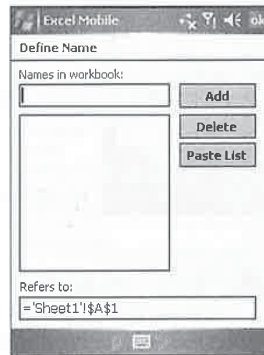 Excel Mobile ok
Define Name
Names in workbook:
Add
Delete
Paste List
Refers to:
='Sheet1'!$A$1